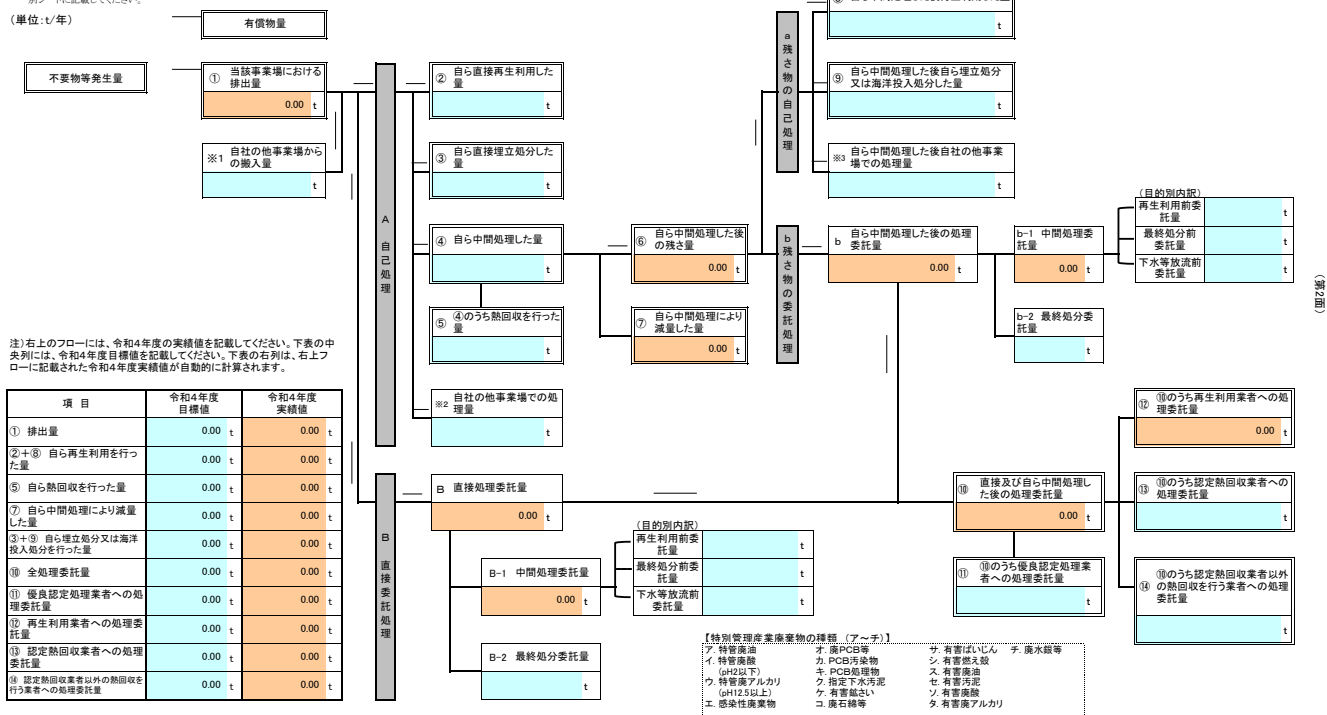 別シートに記載してください。
(単位:t/年)
有償物量
不要物等発生量
① 当該事業場における
排出量
0.00 t
※1 自社の他事業場から
の搬入量
t
A 自己処理
② 自ら直接再生利用した
量
t
③ 自ら直接埋立処分した
量
t
④ 自ら中間処理した量
t
⑤ ④のうち熱回収を行った
量
t
※2 自社の他事業場での処
理量
t
⑥ 自ら中間処理した後
の残さ量
0.00 t
⑦ 自ら中間処理により
減量した量
0.00 t
a 残さ物の自己処理
t
⑨ 自ら中間処理した後自ら埋立処分
又は海洋投入処分した量
t
※3 自ら中間処理した後自社の他事業
場での処理量
t
b 残さ物の委託処理
b 自ら中間処理した後の処理
委託量
0.00 t
b-1 中間処理委
託量
0.00 t
(目的別内訳)
再生利用前委
託量
t
最終処分前
委託量
t
下水等放流前
委託量
t
b-2 最終処分委
託量
t
(第2面)
注)右上のフローには、令和4年度の実績値を記載してください。下表の中
央列には、令和4年度目標値を記載してください。下表の右列は、右上フ
ローに記載された令和4年度実績値が自動的に計算されます。
項 目 令和4年度
目標値 令和4年度
実績値
① 排出量 0.00 t 0.00 t
②+⑧ 自ら再生利用を行っ
た量 0.00 t 0.00 t
⑤ 自ら熱回収を行った量 0.00 t 0.00 t
⑦ 自ら中間処理により減量
した量 0.00 t 0.00 t
③+⑨ 自ら埋立処分又は海洋
投入処分を行った量 0.00 t 0.00 t
⑩ 全処理委託量 0.00 t 0.00 t
⑪ 優良認定処理業者への処
理委託量 0.00 t 0.00 t
⑫ 再生利用業者への処理委
託量 0.00 t 0.00 t
⑬ 認定熱回収業者への処理
委託量 0.00 t 0.00 t
⑭ 認定熱回収業者以外の熱回収を
行う業者への処理委託量 0.00 t 0.00 t
B 直接委託処理
B 直接処理委託量
0.00 t
B-1 中間処理委託量
0.00 t
(目的別内訳)
再生利用前委
託量
t
最終処分前委
託量
t
下水等放流前
委託量
t
B-2 最終処分委託量
t
⑩ 直接及び自ら中間処理し
た後の処理委託量
0.00 t
⑪ ⑩のうち優良認定処理業
者への処理委託量
t
⑫ ⑩のうち再生利用業者への処
理委託量
0.00 t
⑬ ⑩のうち認定熱回収業者への
処理委託量
t
⑭ ⑩のうち認定熱回収業者以外
の熱回収を行う業者への処理
委託量
t
【特別管理産業廃棄物の種類 (ア~チ)】
ア. 特管廃油 オ. 廃PCB等 サ. 有害ばいじん チ. 廃水銀等
イ. 特管廃酸 カ. PCB汚染物 シ. 有害燃え殻
(pH2以下) キ. PCB処理物 ス. 有害廃油
ウ. 特管廃アルカリ ク. 指定下水汚泥 セ. 有害汚泥
(pH12.5以上) ケ. 有害鉱さい ソ. 有害廃酸
エ. 感染性廃棄物 コ. 廃石綿等 タ. 有害廃アルカリ